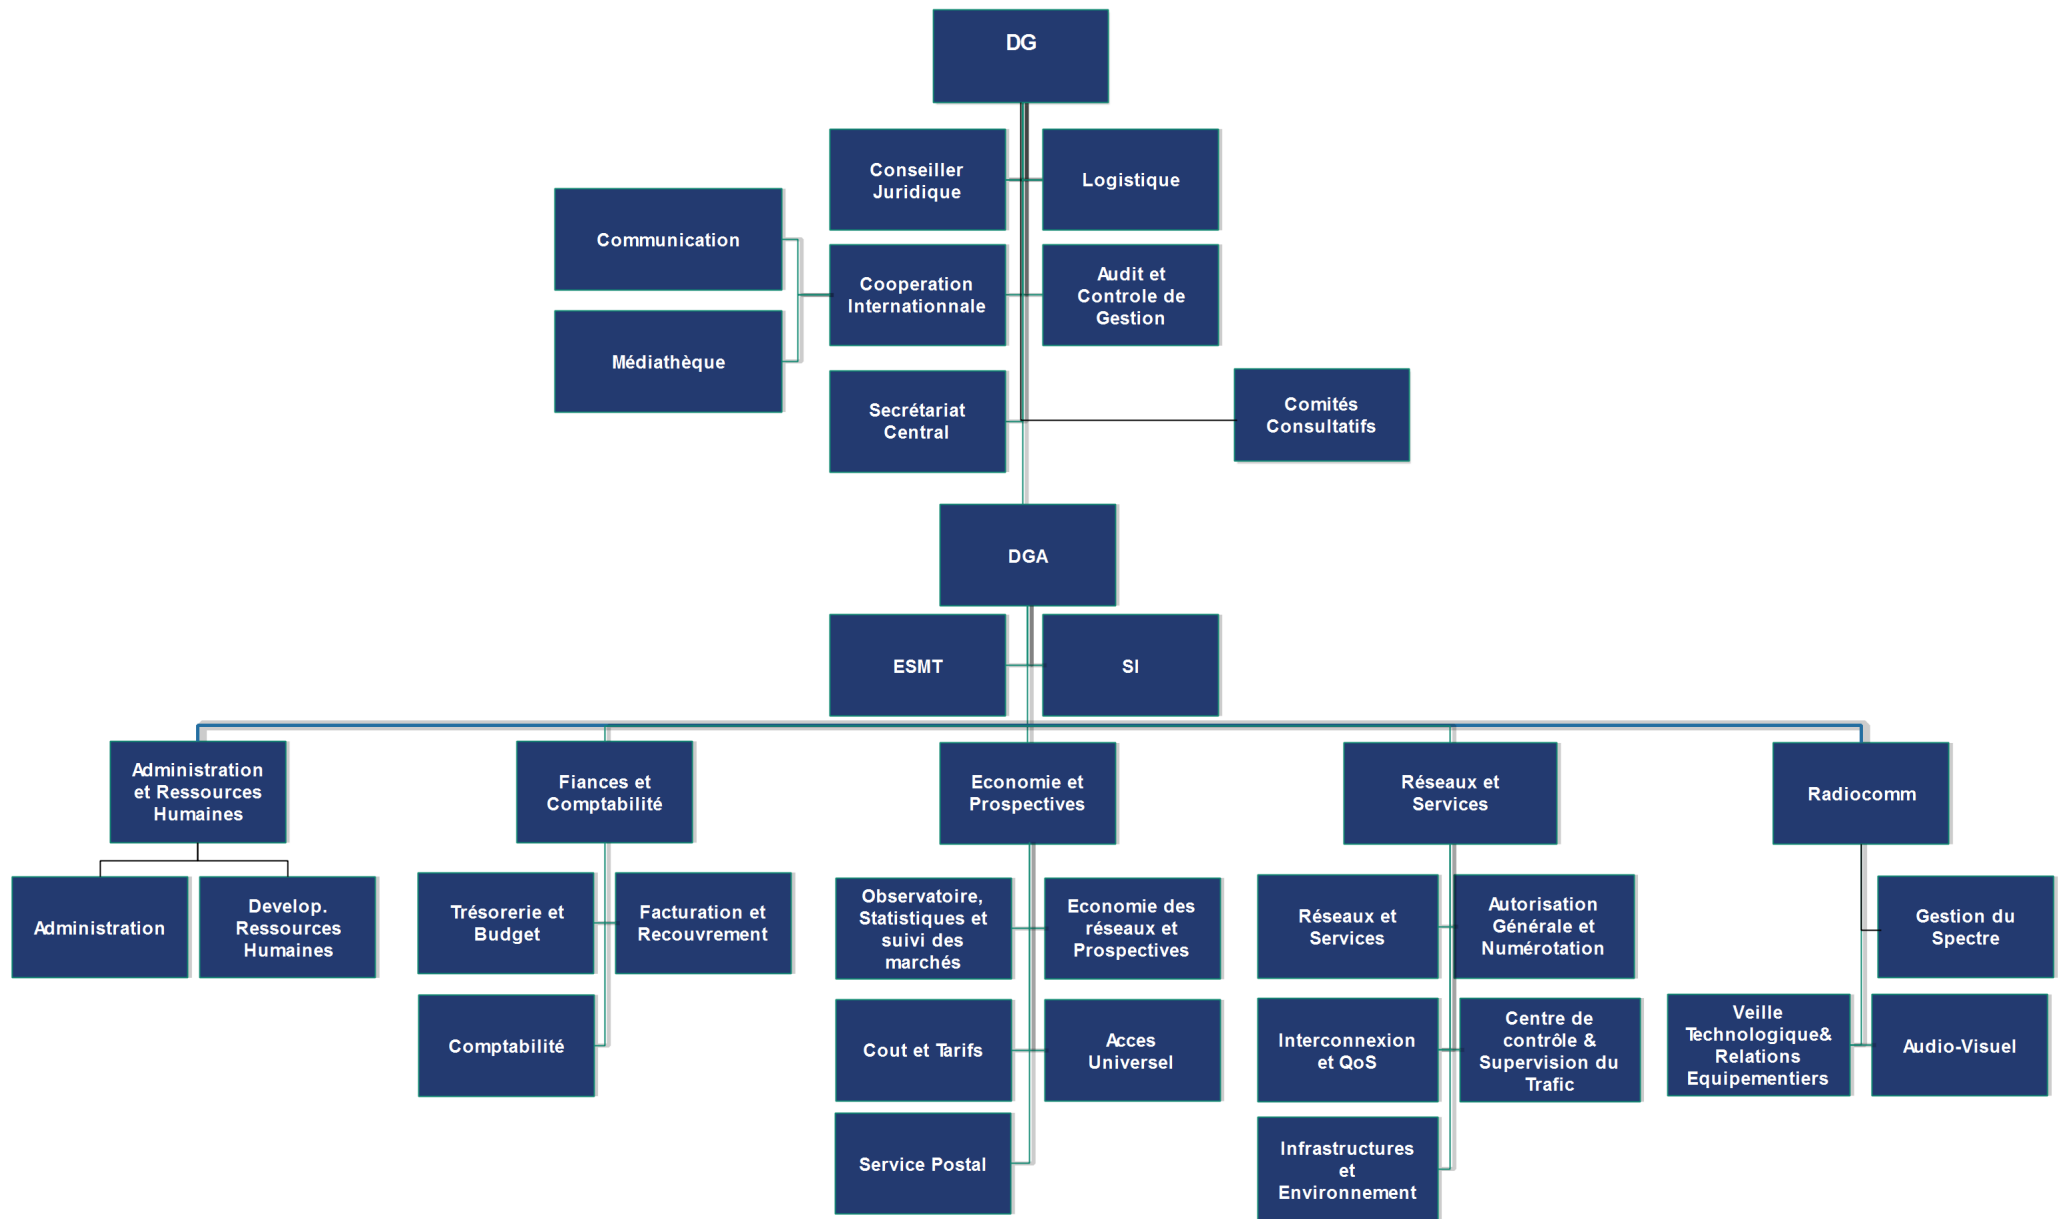 DG
Conseiller
Juridique
Logistique
Communication
Cooperation
Internationnale
Audit et
Controle de
Gestion
Médiathèque
Secrétariat
Central
Comités
Consultatifs
DGA
ESMT
SI
Administration
et Ressources
Humaines
Fiances et
Comptabilité
Economie et
Prospectives
Réseaux et
Services
Radiocomm
Administration
Develop.
Ressources
Humaines
Trésorerie et
Budget
Facturation et
Recouvrement
Comptabilité
Observatoire,
Statistiques et
suivi des
marchés
Economie des
réseaux et
Prospectives
Cout et Tarifs
Acces
Universel
Service Postal
Réseaux et
Services
Autorisation
Générale et
Numérotation
Interconnexion
et QoS
Centre de
contrôle &
Supervision du
Trafic
Infrastructures
et
Environnement
Gestion du
Spectre
Veille
Technologique&
Relations
Equipementiers
Audio-Visuel